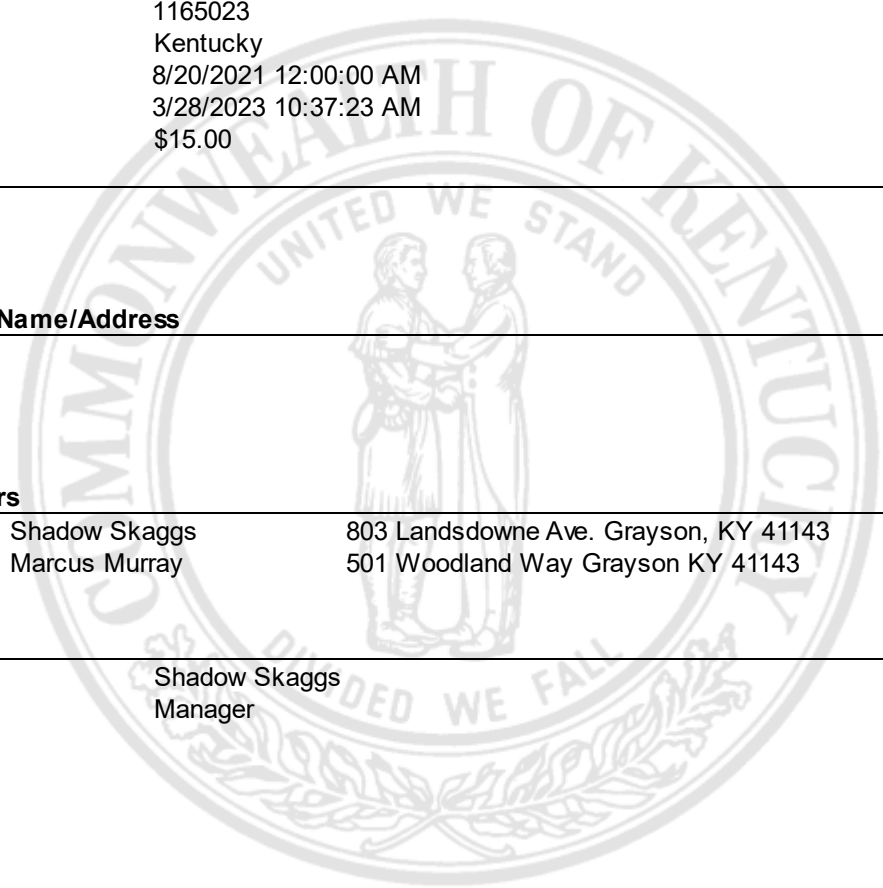 1165023
Kentucky
8/20/2021 12:00:00 AM
3/28/2023 10:37:23 AM
$15.00
COMMONWEALTH OF KENTUCKY
UNITED WE STAND
Name/Address
rs
Shadow Skaggs 803 Landsdowne Ave. Grayson, KY 41143
Marcus Murray 501 Woodland Way Grayson KY 41143
DIVIDED WE FALL
Shadow Skaggs
Manager